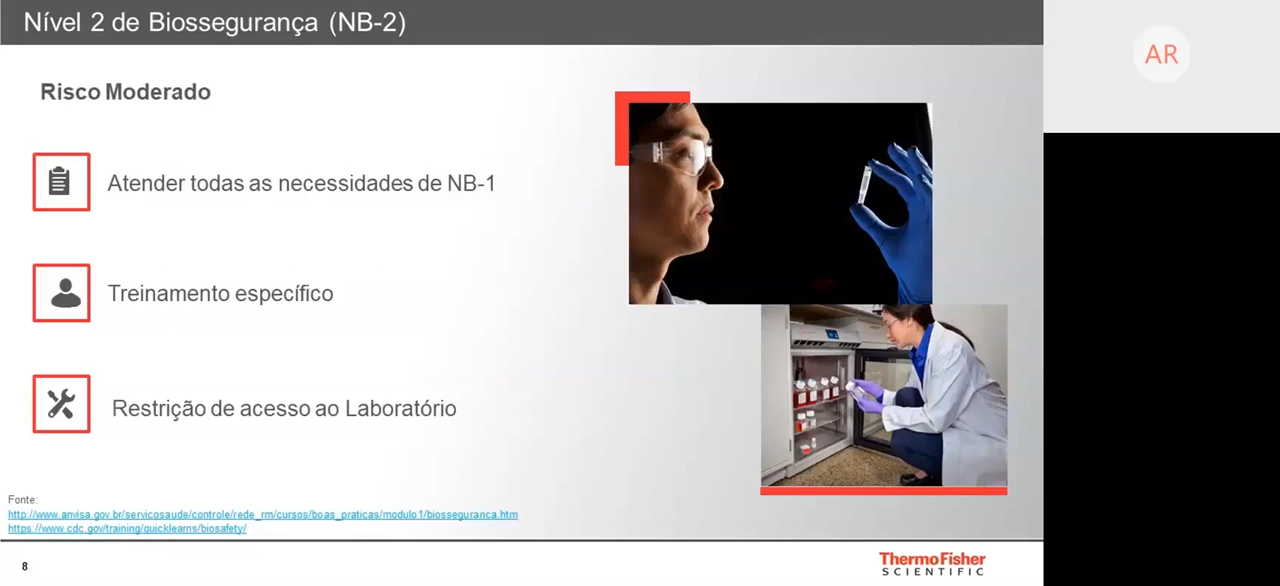 Nível 2 de Biossegurança (NB-2)
AR
Risco Moderado
Atender todas as necessidades de NB-1
Treinamento específico
Restrição de acesso ao Laboratório
Fonte:
http://www.anvisa.gov.br/servicosaude/controle/rede_rm/cursos/boas_praticas/modulo1/biosseguranca.htm
https://www.cdc.gov/training/quicklearns/biosafety/
8
ThermoFisher
SCIENTIFIC